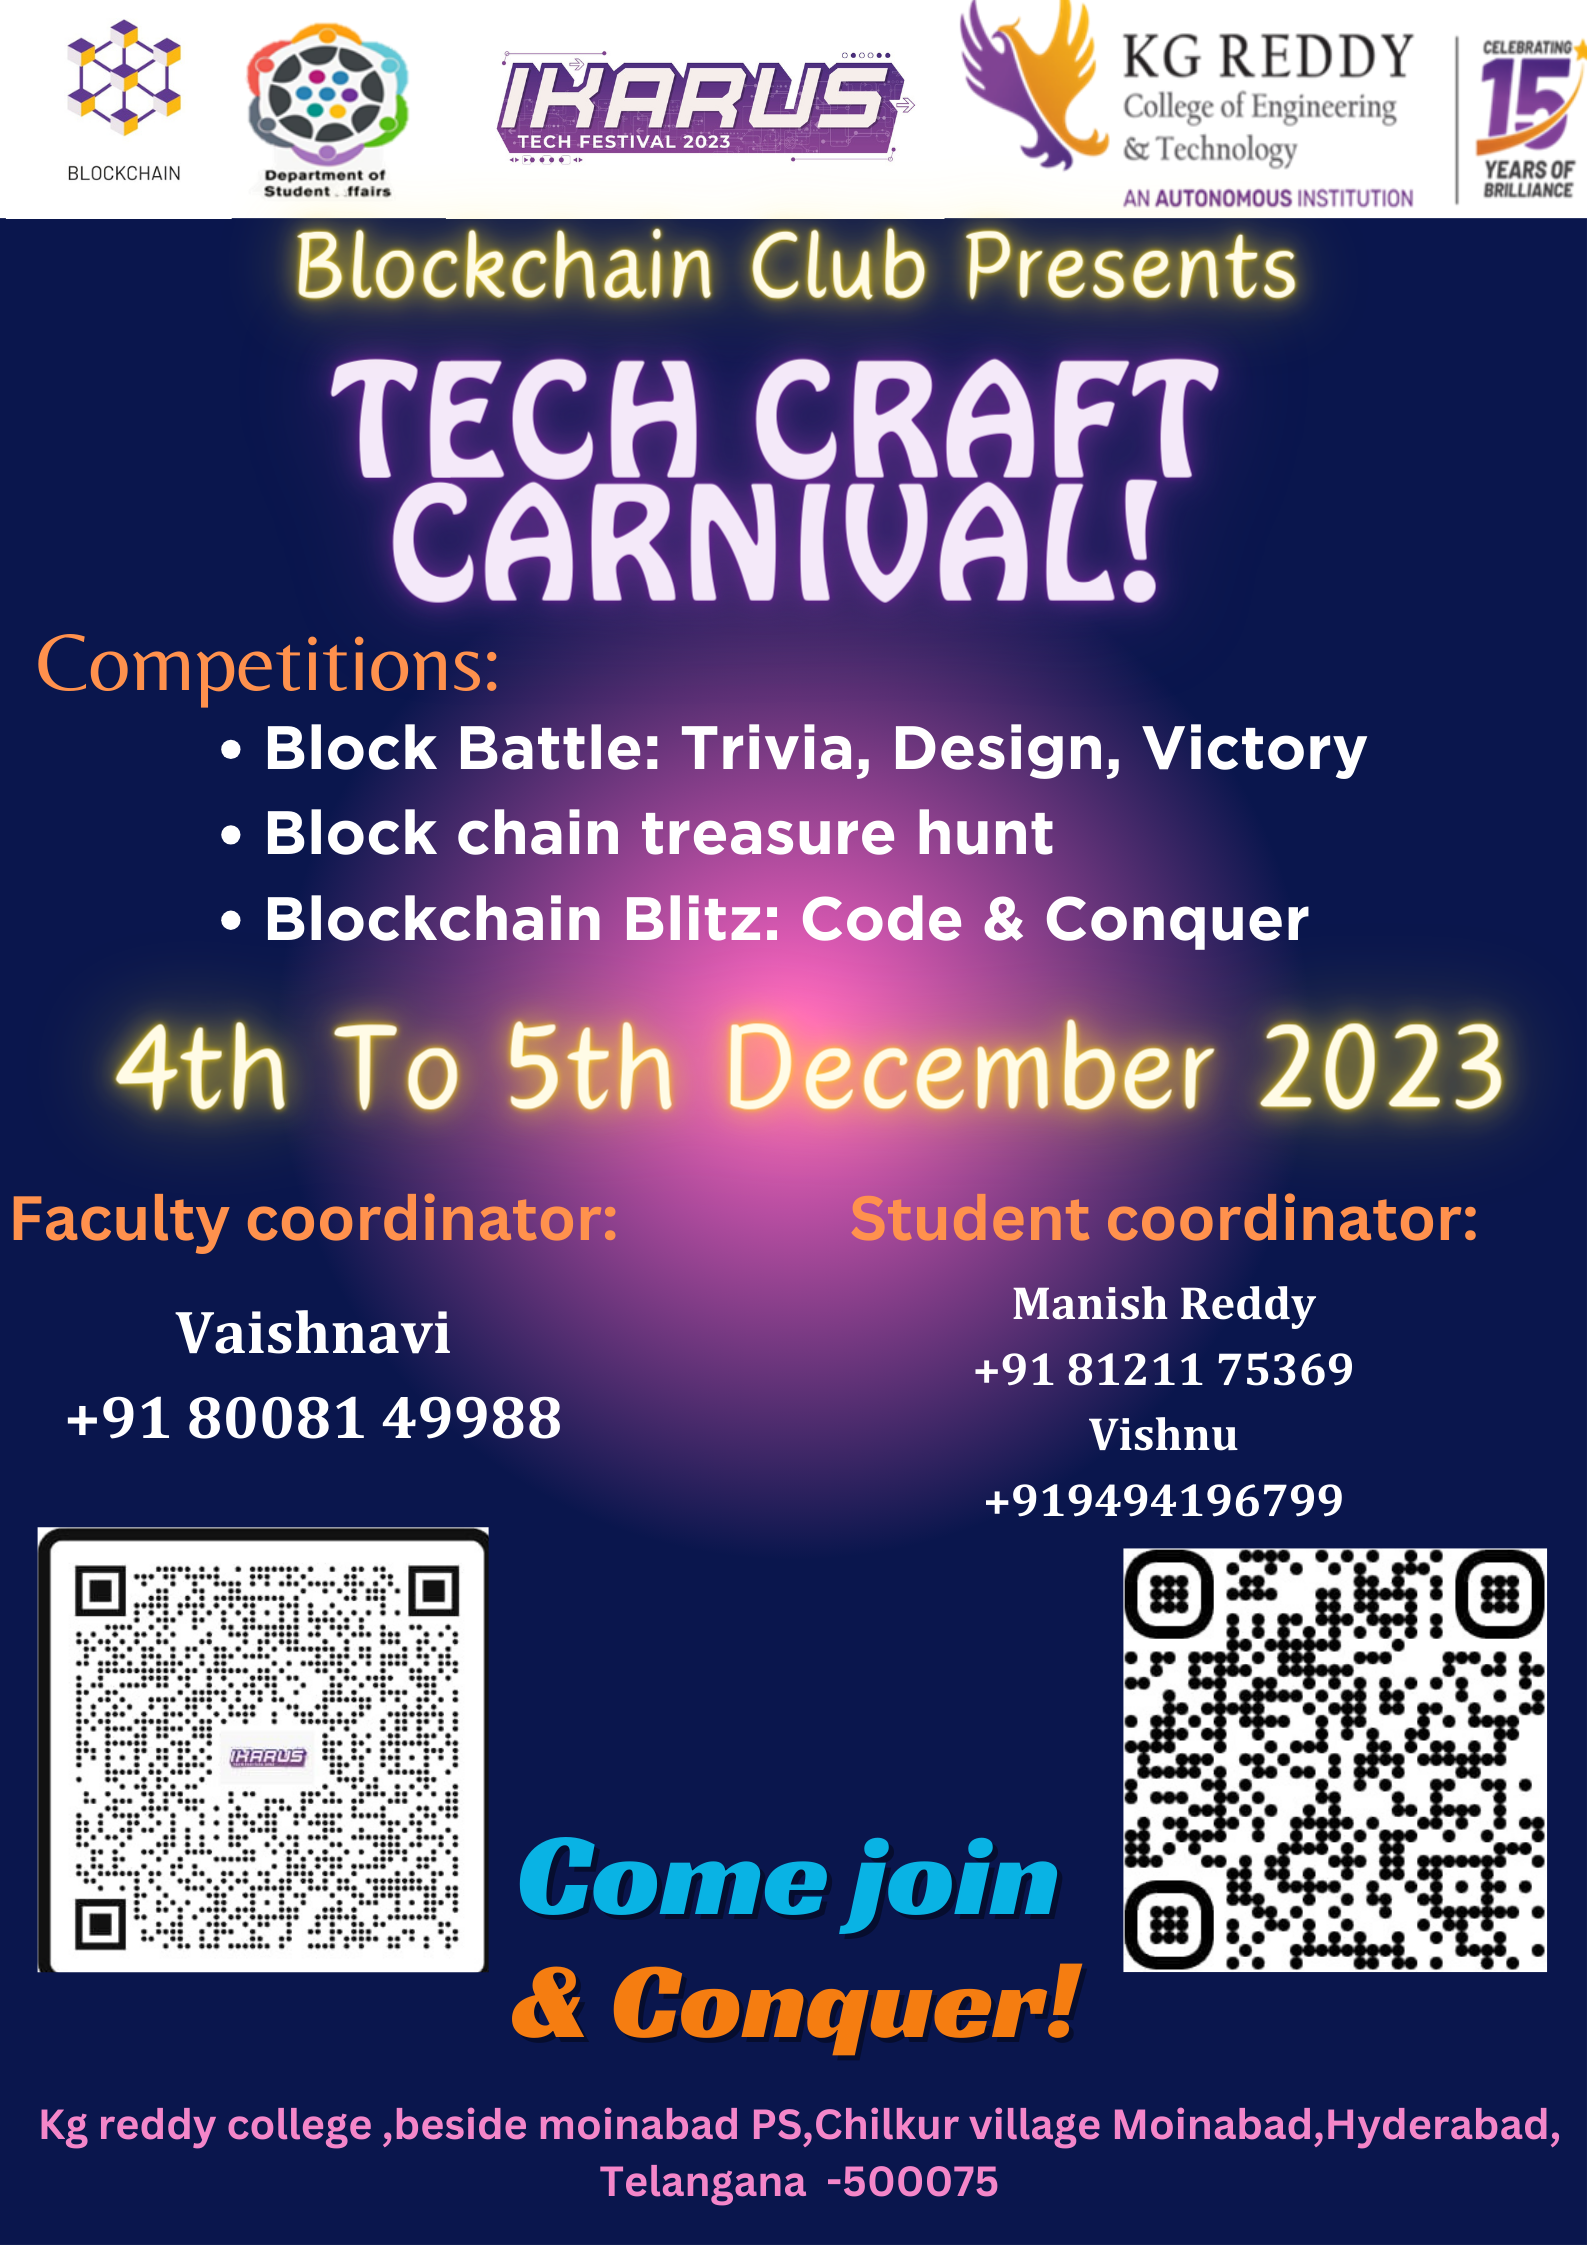 BLOCKCHAIN
Department of
Student ffairs
IKARUS
TECH FESTIVAL 2023
KG REDDY
College of Engineering
& Technology
AN AUTONOMOUS INSTITUTION
CELEBRATING
15
YEARS OF
BRILLIANCE
Blockchain Club Presents
TECH CRAFT
CARNIVAL!
Competitions:
• Block Battle: Trivia, Design, Victory
• Block chain treasure hunt
• Blockchain Blitz: Code & Conquer
4th To 5th December 2023
Faculty coordinator:
Vaishnavi
+91 80081 49988
Student coordinator:
Manish Reddy
+91 81211 75369
Vishnu
+919494196799
IKARUS
Come join
& Conquer!
Kg reddy college ,beside moinabad PS,Chilkur village Moinabad,Hyderabad,
Telangana -500075